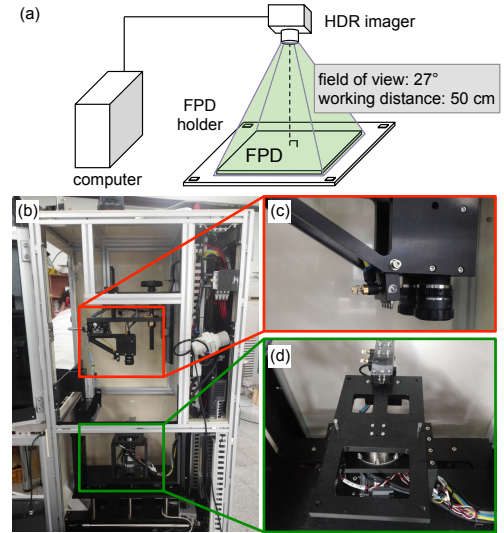 (a)
HDR imager
field of view: 27°
working distance: 50 cm
FPD
holder
FPD
computer
(b)
(c)
(d)